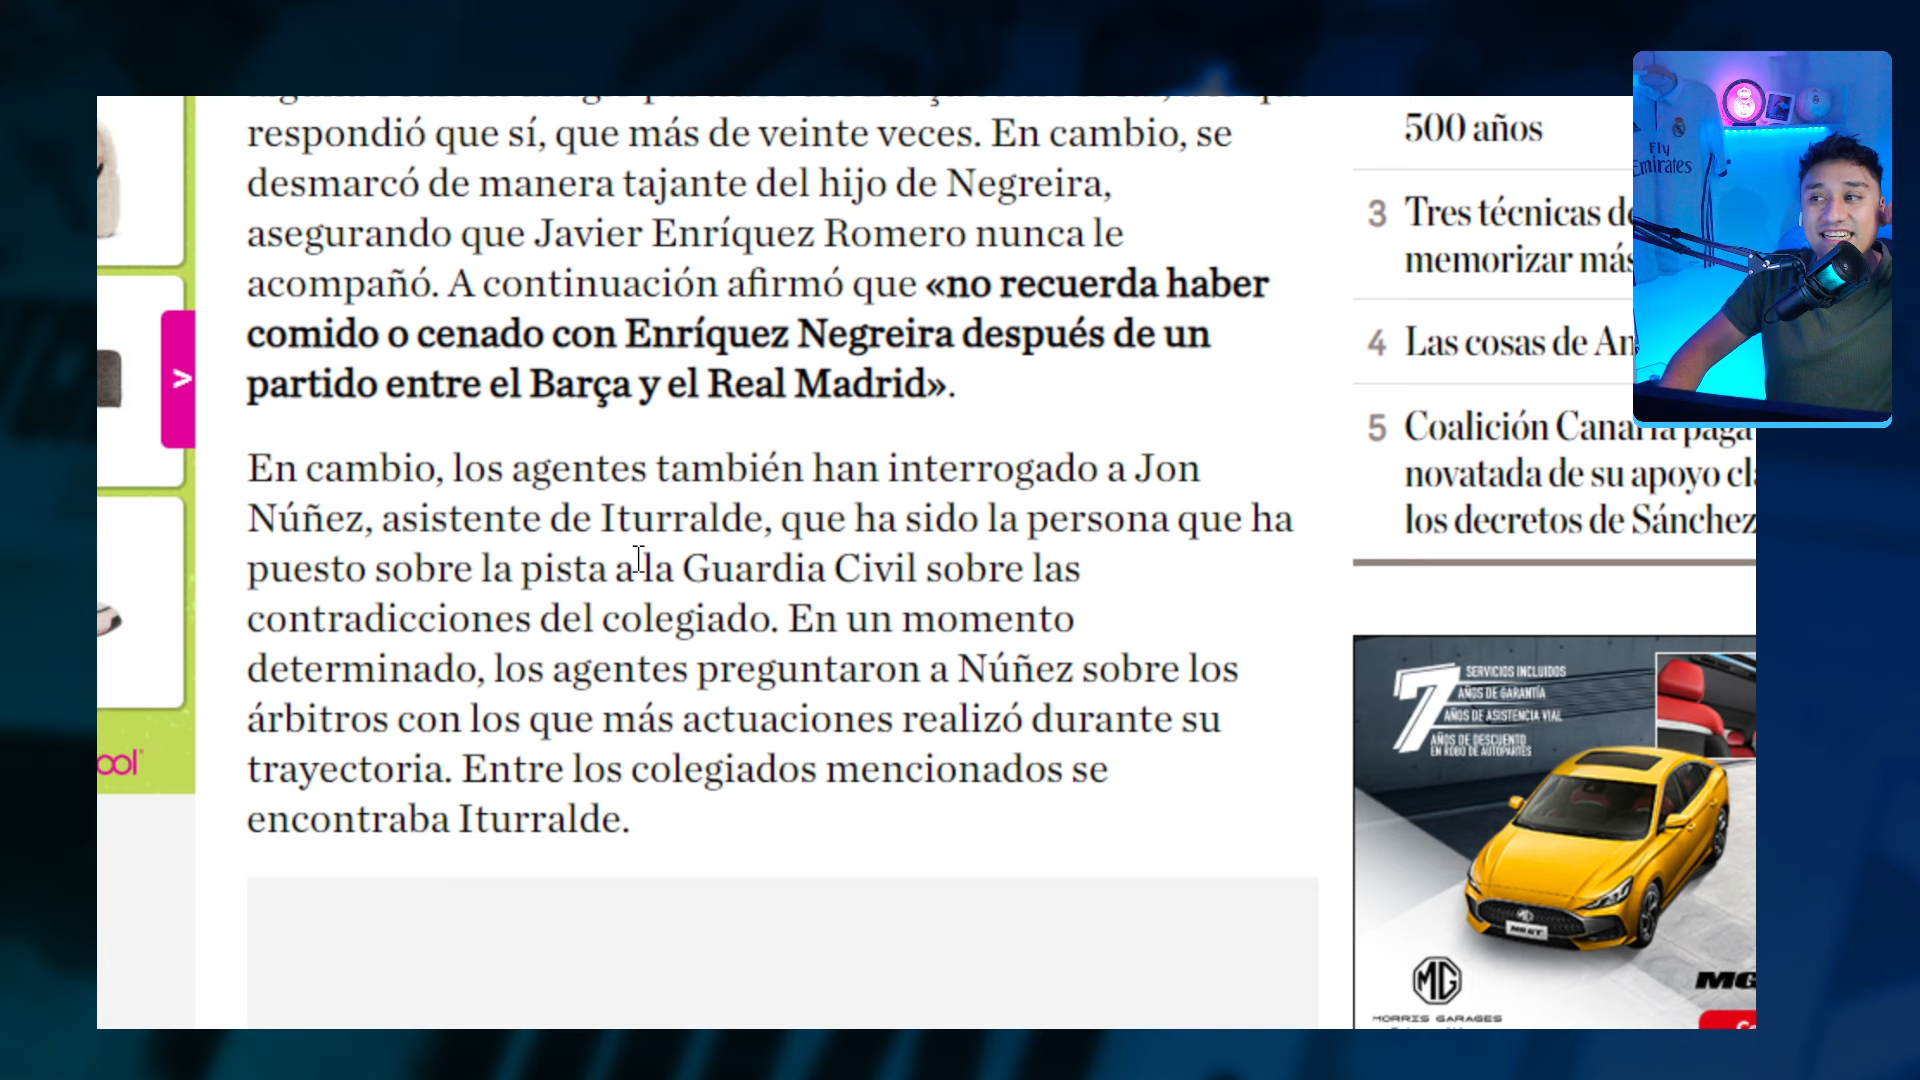 respondió que sí, que más de veinte veces. En cambio, se
desmarcó de manera tajante del hijo de Negreira,
asegurando que Javier Enríquez Romero nunca le
acompañó. A continuación afirmó que «no recuerda haber
comido o cenado con Enríquez Negreira después de un
partido entre el Barça y el Real Madrid».
En cambio, los agentes también han interrogado a Jon
Núñez, asistente de Iturralde, que ha sido la persona que ha
puesto sobre la pista a la Guardia Civil sobre las
contradicciones del colegiado. En un momento
determinado, los agentes preguntaron a Núñez sobre los
árbitros con los que más actuaciones realizó durante su
trayectoria. Entre los colegiados mencionados se
encontraba Iturralde.
>
500 años
3 Tres técnicas
memorizar más
4 Las cosas de
5 Coalición Canaria paga
novatada de su apoyo
los decretos de Sánchez
Fly
Emirates
7 SERVICIOS INCLUIDOS
AÑOS DE GARANTÍA
AÑOS DE ASISTENCIA VIAL
AÑOS DE DESCUENTO
EN ROBO DE AUTOPARTES
MG
MG GT
MG
MORRIS GARAGES